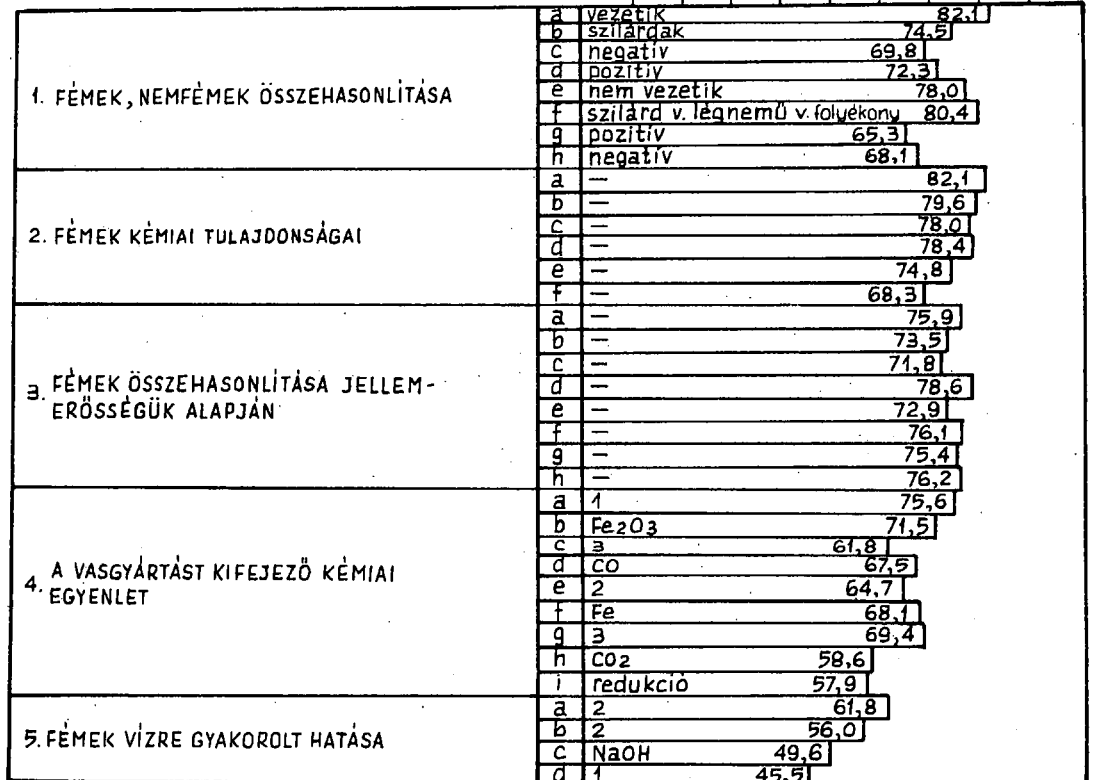 1. FÉMEK, NEMFÉMEK ÖSSZEHASONLÍTÁSA
a vezetik 82,1
b szilárdak 74,5
c negatív 69,8
d pozitív 72,3
e nem vezetik 78,0
f szilárd v. légnemű v. folyékony 80,4
g pozitív 65,3
h negatív 68,1
2. FÉMEK KÉMIAI TULAJDONSÁGAI
a – 82,1
b – 79,6
c – 78,0
d – 78,4
e – 74,8
f – 68,3
3. FÉMEK ÖSSZEHASONLÍTÁSA JELLEM-
ERŐSSÉGÜK ALAPJÁN
a – 75,9
b – 73,5
c – 71,8
d – 78,6
e – 72,9
f – 76,1
g – 75,4
h – 76,2
4. A VASGYÁRTÁST KIFEJEZŐ KÉMIAI
EGYENLET
a 1 75,6
b Fe2O3 71,5
c 3 61,8
d CO 67,5
e 2 64,7
f Fe 68,1
g 3 69,4
h CO2 58,6
i redukció 57,9
5. FÉMEK VÍZRE GYAKOROLT HATÁSA
a 2 61,8
b 2 56,0
c NaOH 49,6
d 1 45,5